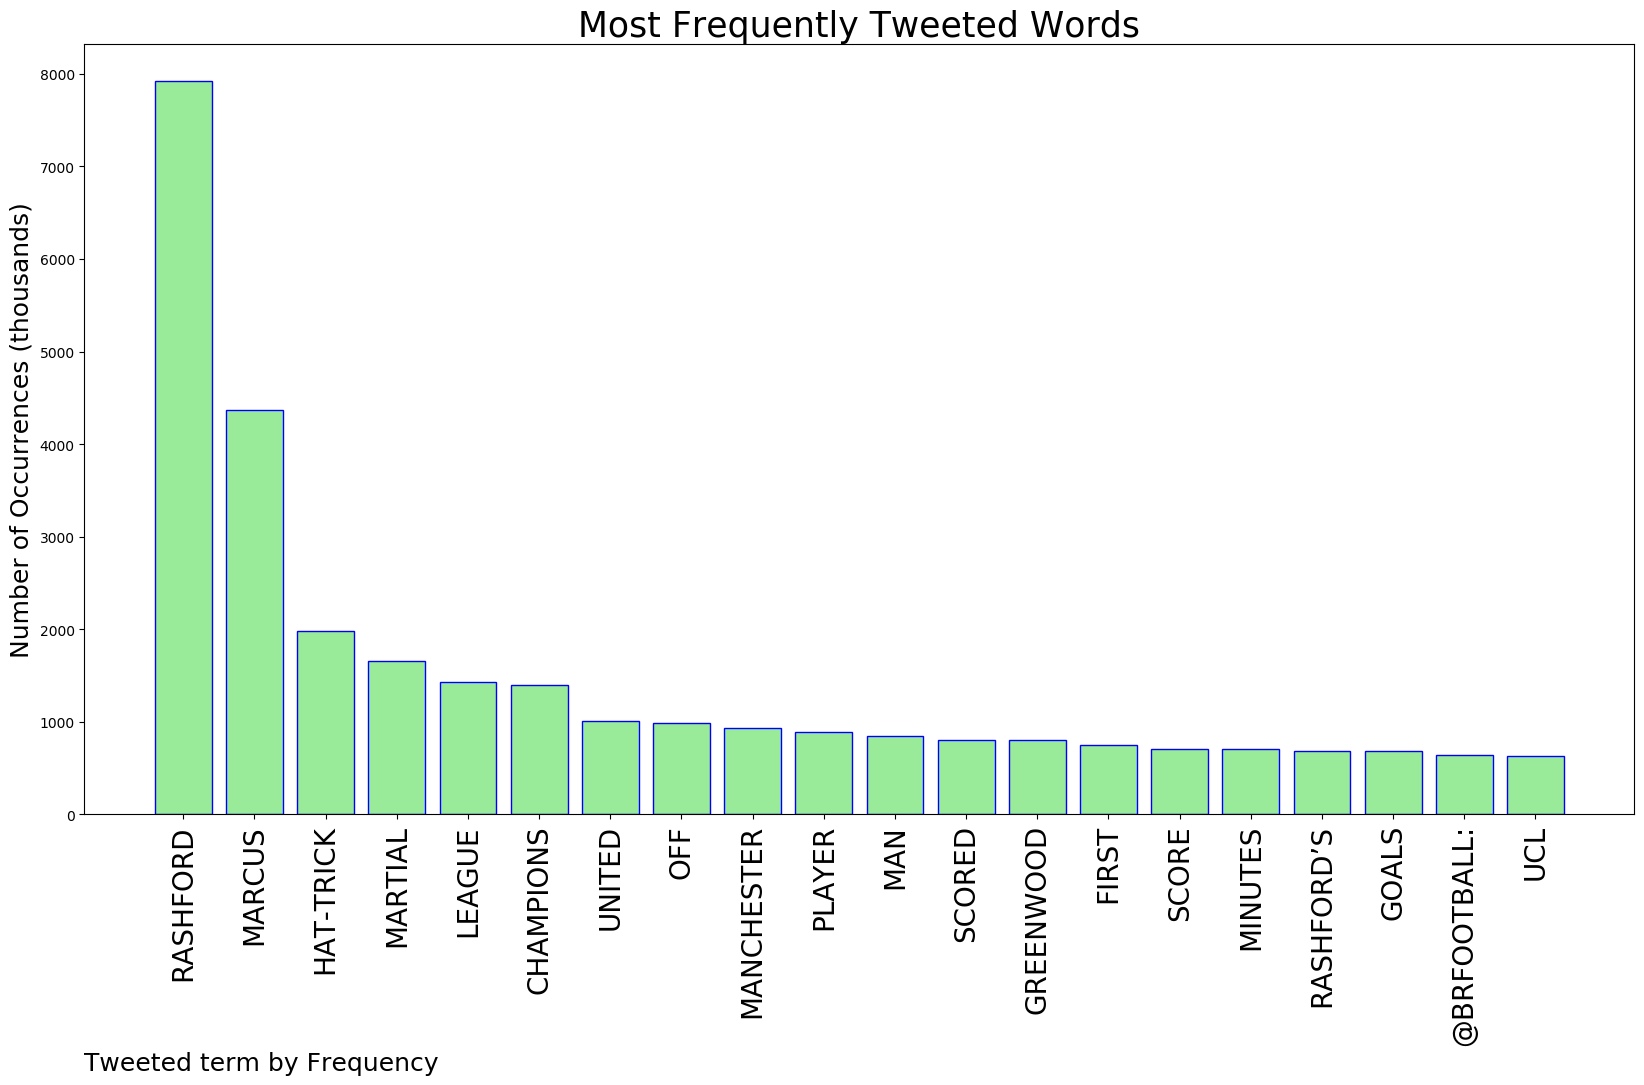 Most Frequently Tweeted Words
Number of Occurrences (thousands)
8000
7000
6000
5000
4000
3000
2000
1000
0
RASHFORD
MARCUS
HAT-TRICK
MARTIAL
LEAGUE
CHAMPIONS
UNITED
OFF
MANCHESTER
PLAYER
MAN
SCORED
GREENWOOD
FIRST
SCORE
MINUTES
RASHFORD’S
GOALS
@BRFOOTBALL:
UCL
Tweeted term by Frequency